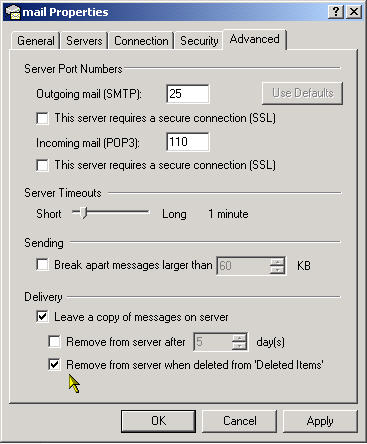 mail Properties
General Servers Connection Security Advanced
Server Port Numbers
Outgoing mail (SMTP): 25 Use Defaults
This server requires a secure connection (SSL)
Incoming mail (POP3): 110
This server requires a secure connection (SSL)
Server Timeouts
Short Long 1 minute
Sending
Break apart messages larger than 60 KB
Delivery
Leave a copy of messages on server
Remove from server after 5 day(s)
Remove from server when deleted from 'Deleted Items'
OK Cancel Apply